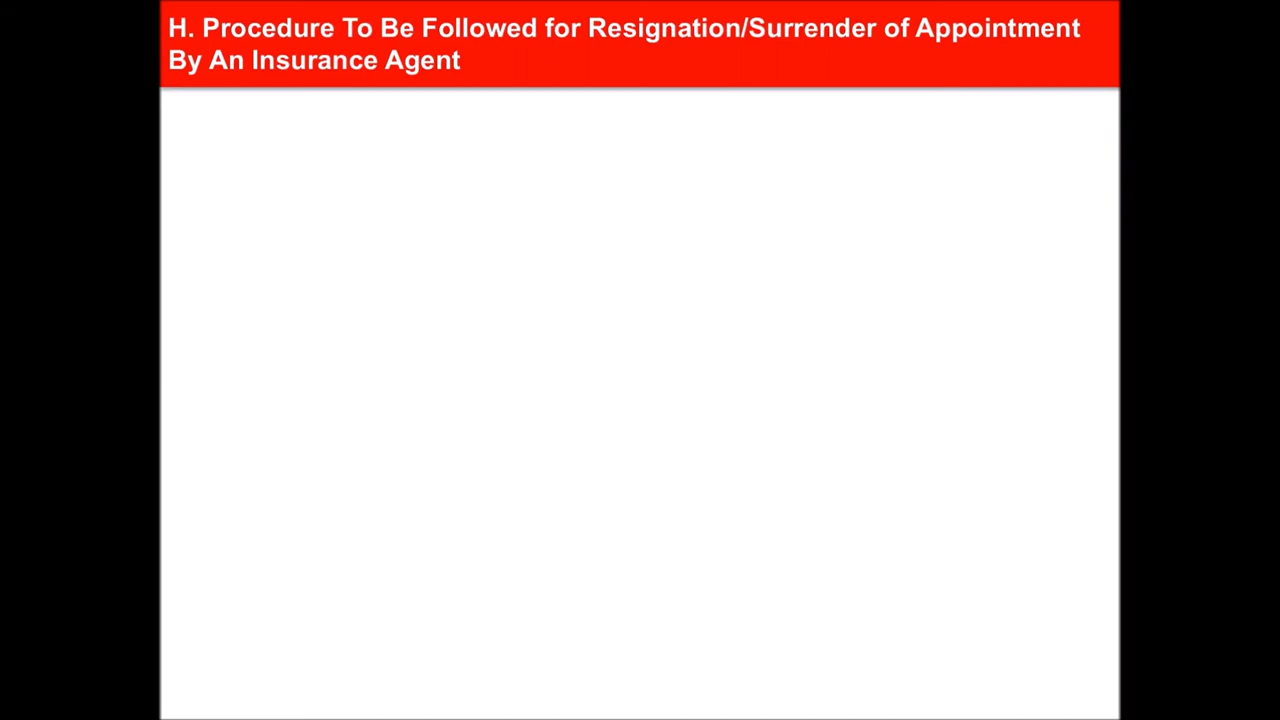 H. Procedure To Be Followed for Resignation/Surrender of Appointment
By An Insurance Agent